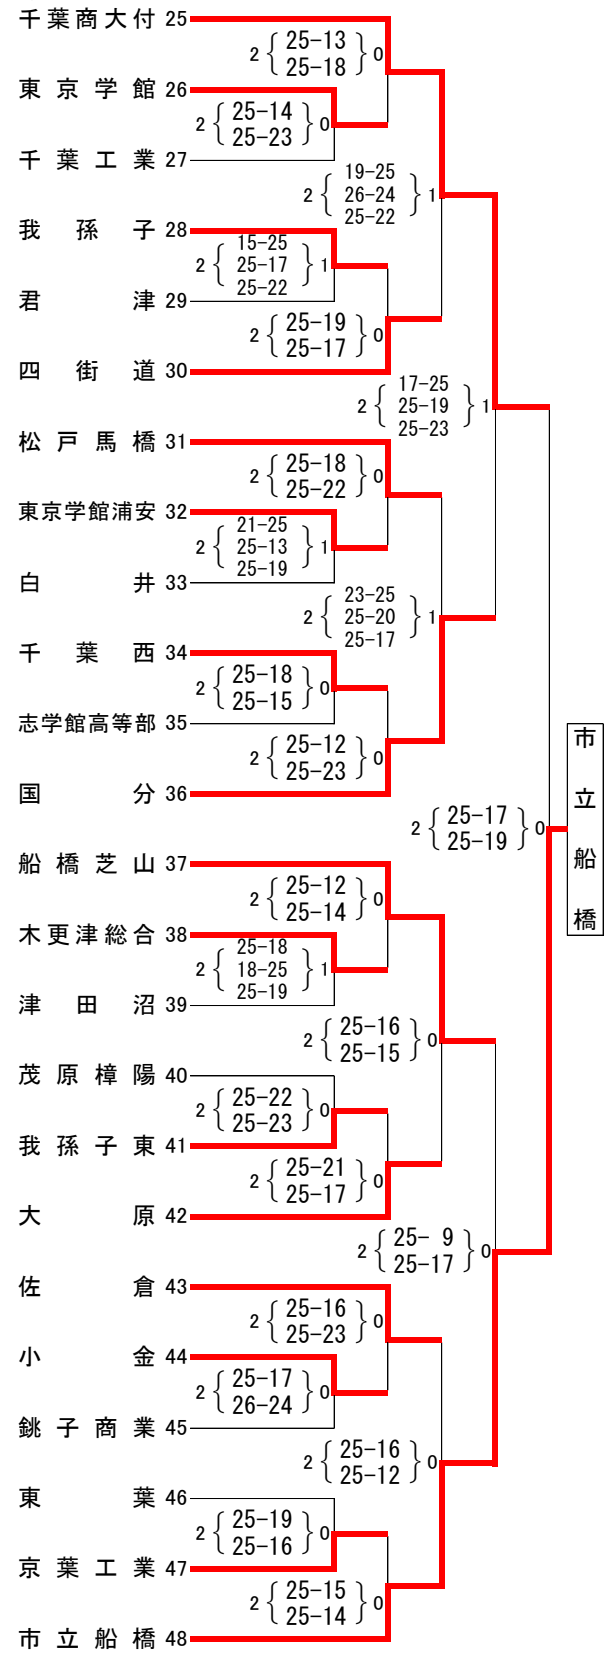 千葉商大付 25
2 { 25-13 } 0
25-18
東京学館 26
2 { 25-14 } 0
25-23
千葉工業 27
19-25
2 { 26-24 } 1
25-22
我孫子 28
15-25
2 { 25-17 } 1
25-22
君津 29
2 { 25-19 } 0
25-17
四街道 30
17-25
2 { 25-19 } 1
25-23
松戸馬橋 31
2 { 25-18 } 0
25-22
東京学館浦安 32
21-25
2 { 25-13 } 1
25-19
白井 33
23-25
2 { 25-20 } 1
25-17
千葉西 34
2 { 25-18 } 0
25-15
志学館高等部 35
2 { 25-12 } 0
25-23
国分 36
市立船橋
2 { 25-17 } 0
25-19
船橋芝山 37
2 { 25-12 } 0
25-14
木更津総合 38
25-18
2 { 18-25 } 1
25-19
津田沼 39
2 { 25-16 } 0
25-15
茂原樟陽 40
2 { 25-22 } 0
25-23
我孫子東 41
2 { 25-21 } 0
25-17
大原 42
2 { 25- 9 } 0
25-17
佐倉 43
2 { 25-16 } 0
25-23
小金 44
2 { 25-17 } 0
26-24
銚子商業 45
2 { 25-16 } 0
25-12
東葉 46
2 { 25-19 } 0
25-16
京葉工業 47
2 { 25-15 } 0
25-14
市立船橋 48